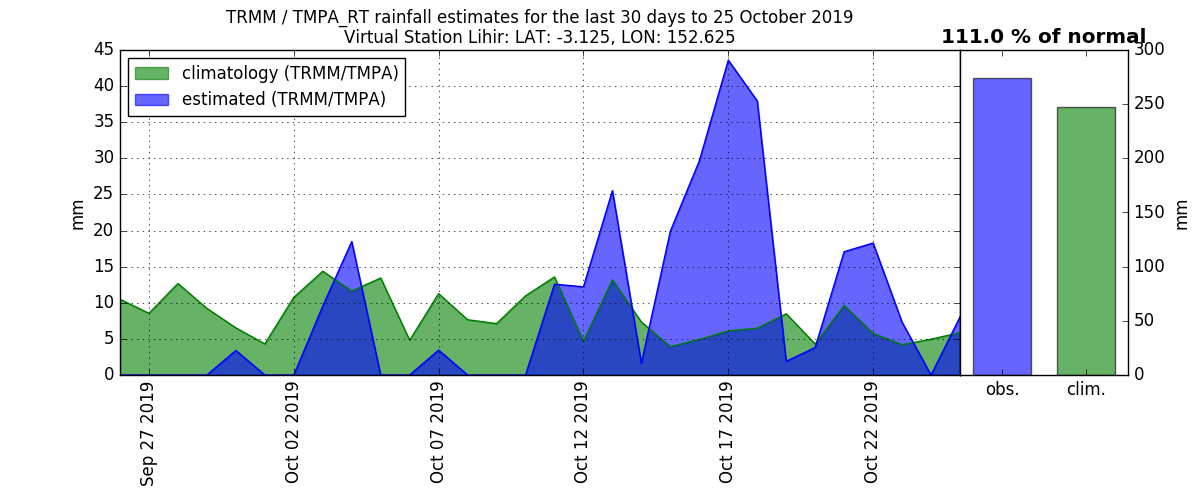 TRMM / TMPA_RT rainfall estimates for the last 30 days to 25 October 2019
Virtual Station Lihir: LAT: -3.125, LON: 152.625
111.0 % of normal
climatology (TRMM/TMPA)
estimated (TRMM/TMPA)
mm
45
40
35
30
25
20
15
10
5
0
Sep 27 2019
Oct 02 2019
Oct 07 2019
Oct 12 2019
Oct 17 2019
Oct 22 2019
obs.
clim.
300
250
200
150
100
50
0
mm